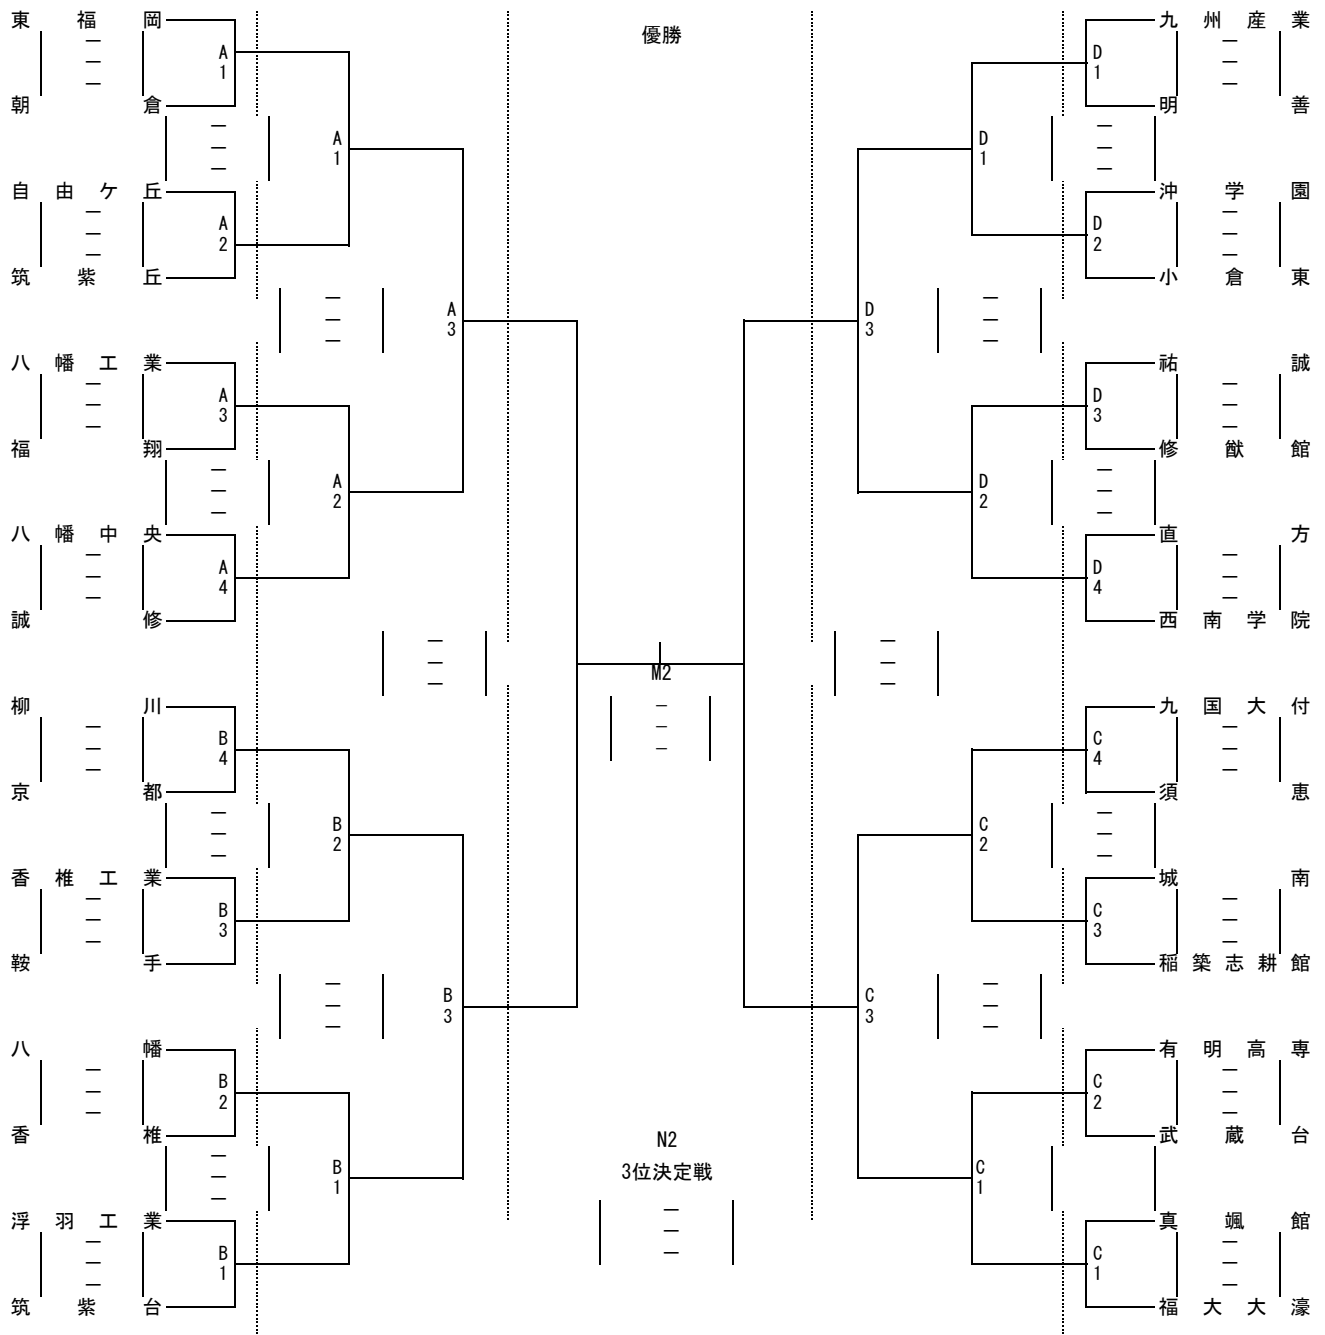 優勝
東福岡
A1
朝倉
A1
自由ケ丘
A2
筑紫丘
A3
八幡工業
A3
福翔
A2
八幡中央
A4
誠修
柳川
B4
京都
B2
香椎工業
B3
鞍手
B3
八幡
B2
香椎
B1
浮羽工業
B1
筑紫台
M2
N2
3位決定戦
九州産業
D1
明善
D1
沖学園
D2
小倉東
D3
祐誠
D3
修猷館
D2
直方
D4
西南学院
九国大付
C4
須恵
C2
城南
C3
稲築志耕館
C3
有明高専
C2
武蔵台
C1
真颯館
C1
福大大濠